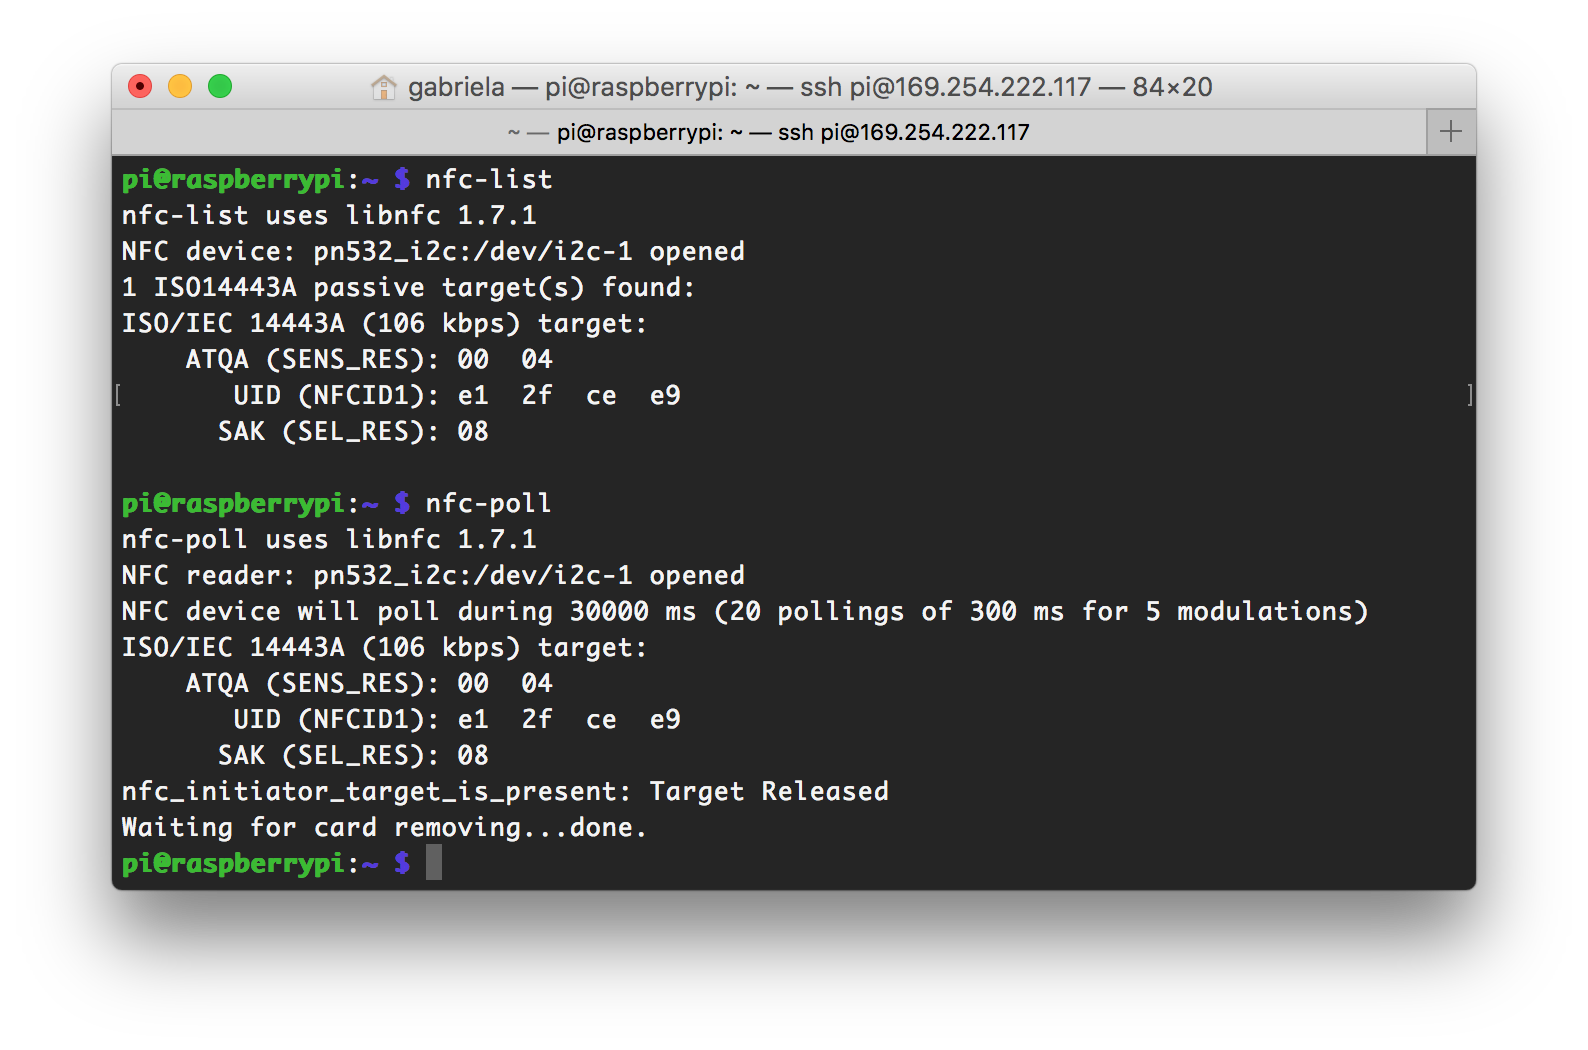 gabriela — pi@raspberrypi: ~ — ssh pi@169.254.222.117 — 84×20
~ — pi@raspberrypi: ~ — ssh pi@169.254.222.117
pi@raspberrypi:~ $ nfc-list
nfc-list uses libnfc 1.7.1
NFC device: pn532_i2c:/dev/i2c-1 opened
1 ISO14443A passive target(s) found:
ISO/IEC 14443A (106 kbps) target:
    ATQA (SENS_RES): 00  04
       UID (NFCID1): e1  2f  ce  e9
      SAK (SEL_RES): 08
pi@raspberrypi:~ $ nfc-poll
nfc-poll uses libnfc 1.7.1
NFC reader: pn532_i2c:/dev/i2c-1 opened
NFC device will poll during 30000 ms (20 pollings of 300 ms for 5 modulations)
ISO/IEC 14443A (106 kbps) target:
    ATQA (SENS_RES): 00  04
       UID (NFCID1): e1  2f  ce  e9
      SAK (SEL_RES): 08
nfc_initiator_target_is_present: Target Released
Waiting for card removing...done.
pi@raspberrypi:~ $